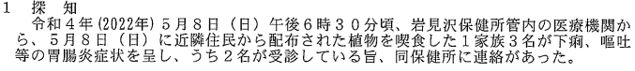 1 探 知
令和4年(2022年)5月8日（日）午後6時30分頃、岩見沢保健所管内の医療機関か
ら、5月8日（日）に近隣住民から配布された植物を喫食した1家族3名が下痢、嘔吐
等の胃腸炎症状を呈し、うち2名が受診している旨、同保健所に連絡があった。